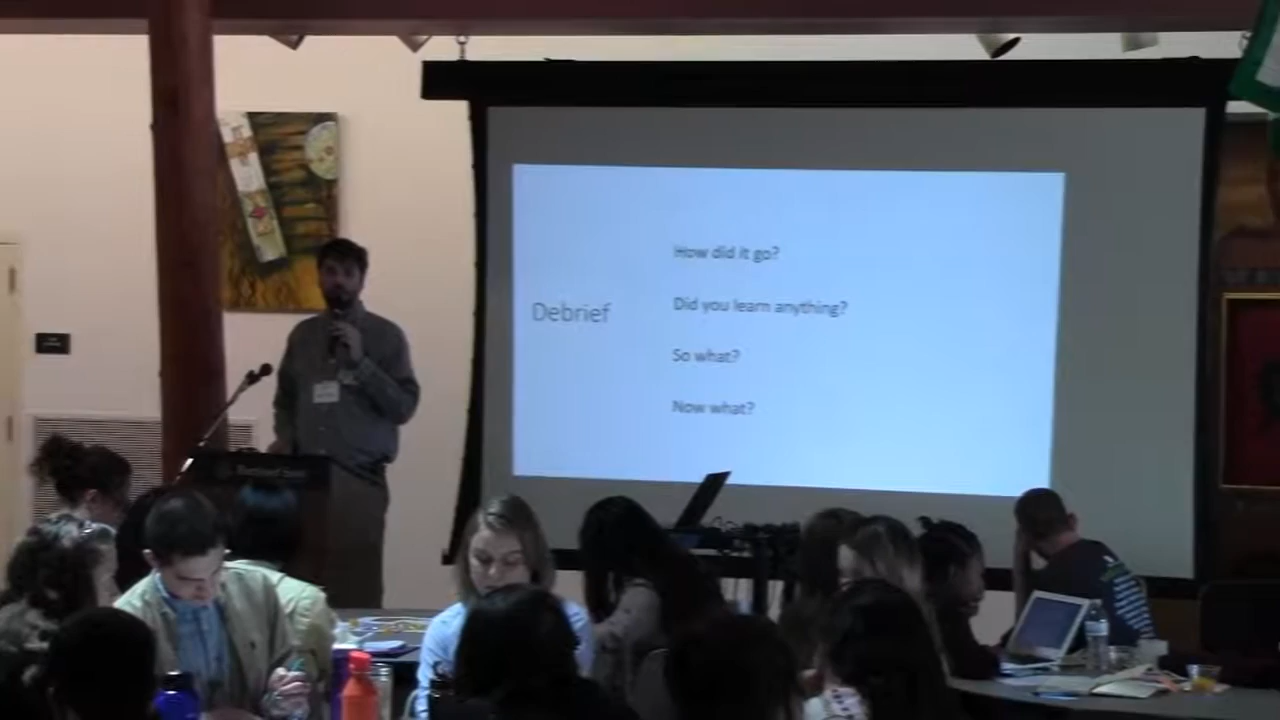 Debrief
How did it go?
Did you learn anything?
So what?
Now what?